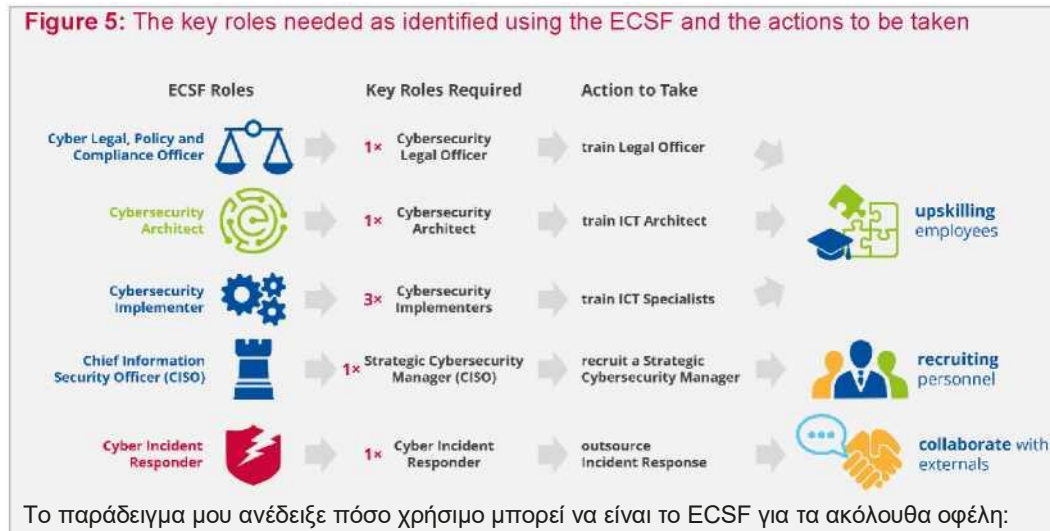 Figure 5: The key roles needed as identified using the ECSF and the actions to be taken
ECSF Roles
Key Roles Required
Action to Take
Cyber Legal, Policy and
Compliance Officer
1× Cybersecurity
Legal Officer
train Legal Officer
Cybersecurity
Architect
1× Cybersecurity
Architect
train ICT Architect
upskilling
employees
Cybersecurity
Implementer
3× Cybersecurity
Implementers
train ICT Specialists
Chief Information
Security Officer (CISO)
1× Strategic Cybersecurity
Manager (CISO)
recruit a Strategic
Cybersecurity Manager
recruiting
personnel
Cyber Incident
Responder
1× Cyber Incident
Responder
outsource
Incident Response
collaborate with
externals
Το παράδειγμα μου ανέδειξε πόσο χρήσιμο μπορεί να είναι το ECSF για τα ακόλουθα οφέλη: